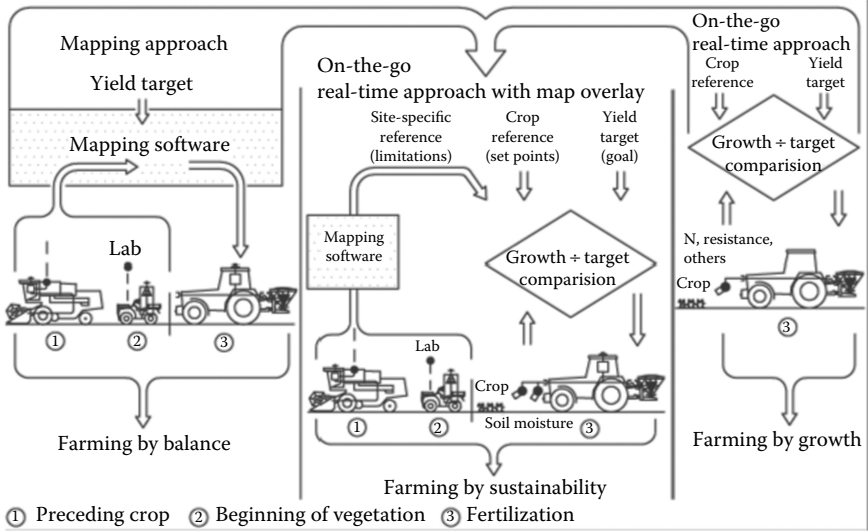 Mapping approach
Yield target
Mapping software
Lab
① ② ③
Farming by balance
On-the-go
real-time approach with map overlay
Site-specific
reference
(limitations)
Crop
reference
(set points)
Yield
target
(goal)
Mapping
software
Growth ÷ target
comparision
Lab
Crop
Soil moisture
① ② ③
Farming by sustainability
On-the-go
real-time approach
Crop
reference
Yield
target
Growth ÷ target
comparision
N, resistance,
others
Crop
③
Farming by growth
① Preceding crop ② Beginning of vegetation ③ Fertilization